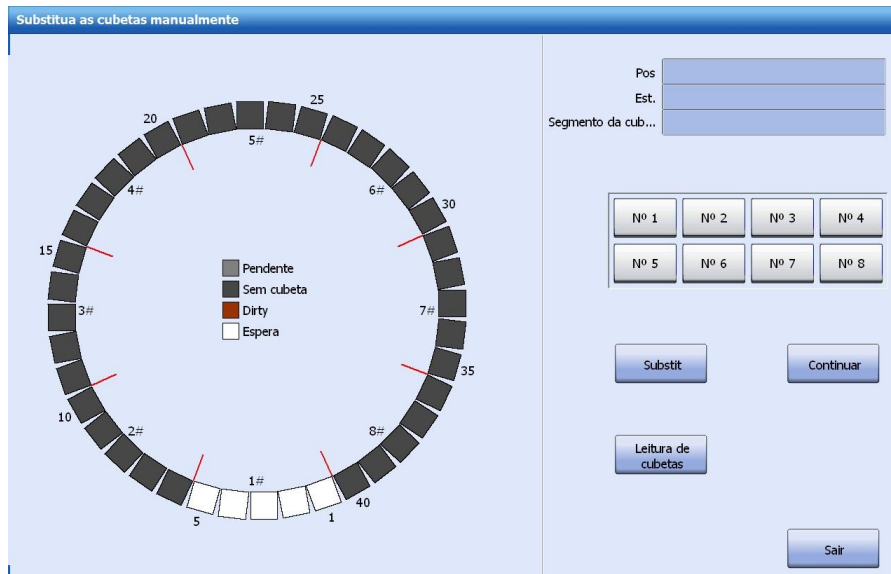 Substitua as cubetas manualmente
Pos
Est.
Segmento da cub...
20
25
5#
4#
6#
30
15
3#
7#
35
10
2#
8#
1#
40
5
1
Pendente
Sem cubeta
Dirty
Espera
Nº 1
Nº 2
Nº 3
Nº 4
Nº 5
Nº 6
Nº 7
Nº 8
Substit
Continuar
Leitura de
cubetas
Sair